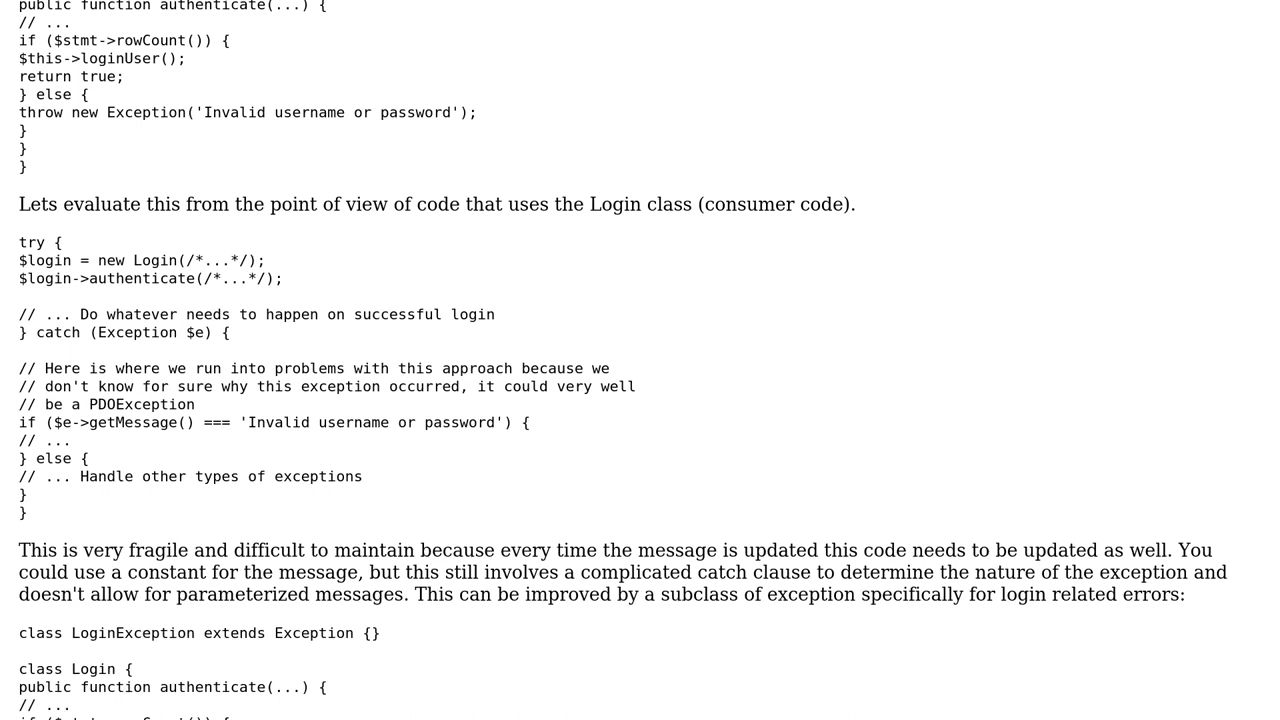 public function authenticate(...) {
// ...
if ($stmt->rowCount()) {
$this->loginUser();
return true;
} else {
throw new Exception('Invalid username or password');
}
}
}
Lets evaluate this from the point of view of code that uses the Login class (consumer code).
try {
$login = new Login(/*...*/);
$login->authenticate(/*...*/);
// ... Do whatever needs to happen on successful login
} catch (Exception $e) {
// Here is where we run into problems with this approach because we
// don't know for sure why this exception occurred, it could very well
// be a PDOException
if ($e->getMessage() === 'Invalid username or password') {
// ...
} else {
// ... Handle other types of exceptions
}
}
This is very fragile and difficult to maintain because every time the message is updated this code needs to be updated as well. You
could use a constant for the message, but this still involves a complicated catch clause to determine the nature of the exception and
doesn't allow for parameterized messages. This can be improved by a subclass of exception specifically for login related errors:
class LoginException extends Exception {}
class Login {
public function authenticate(...) {
// ...